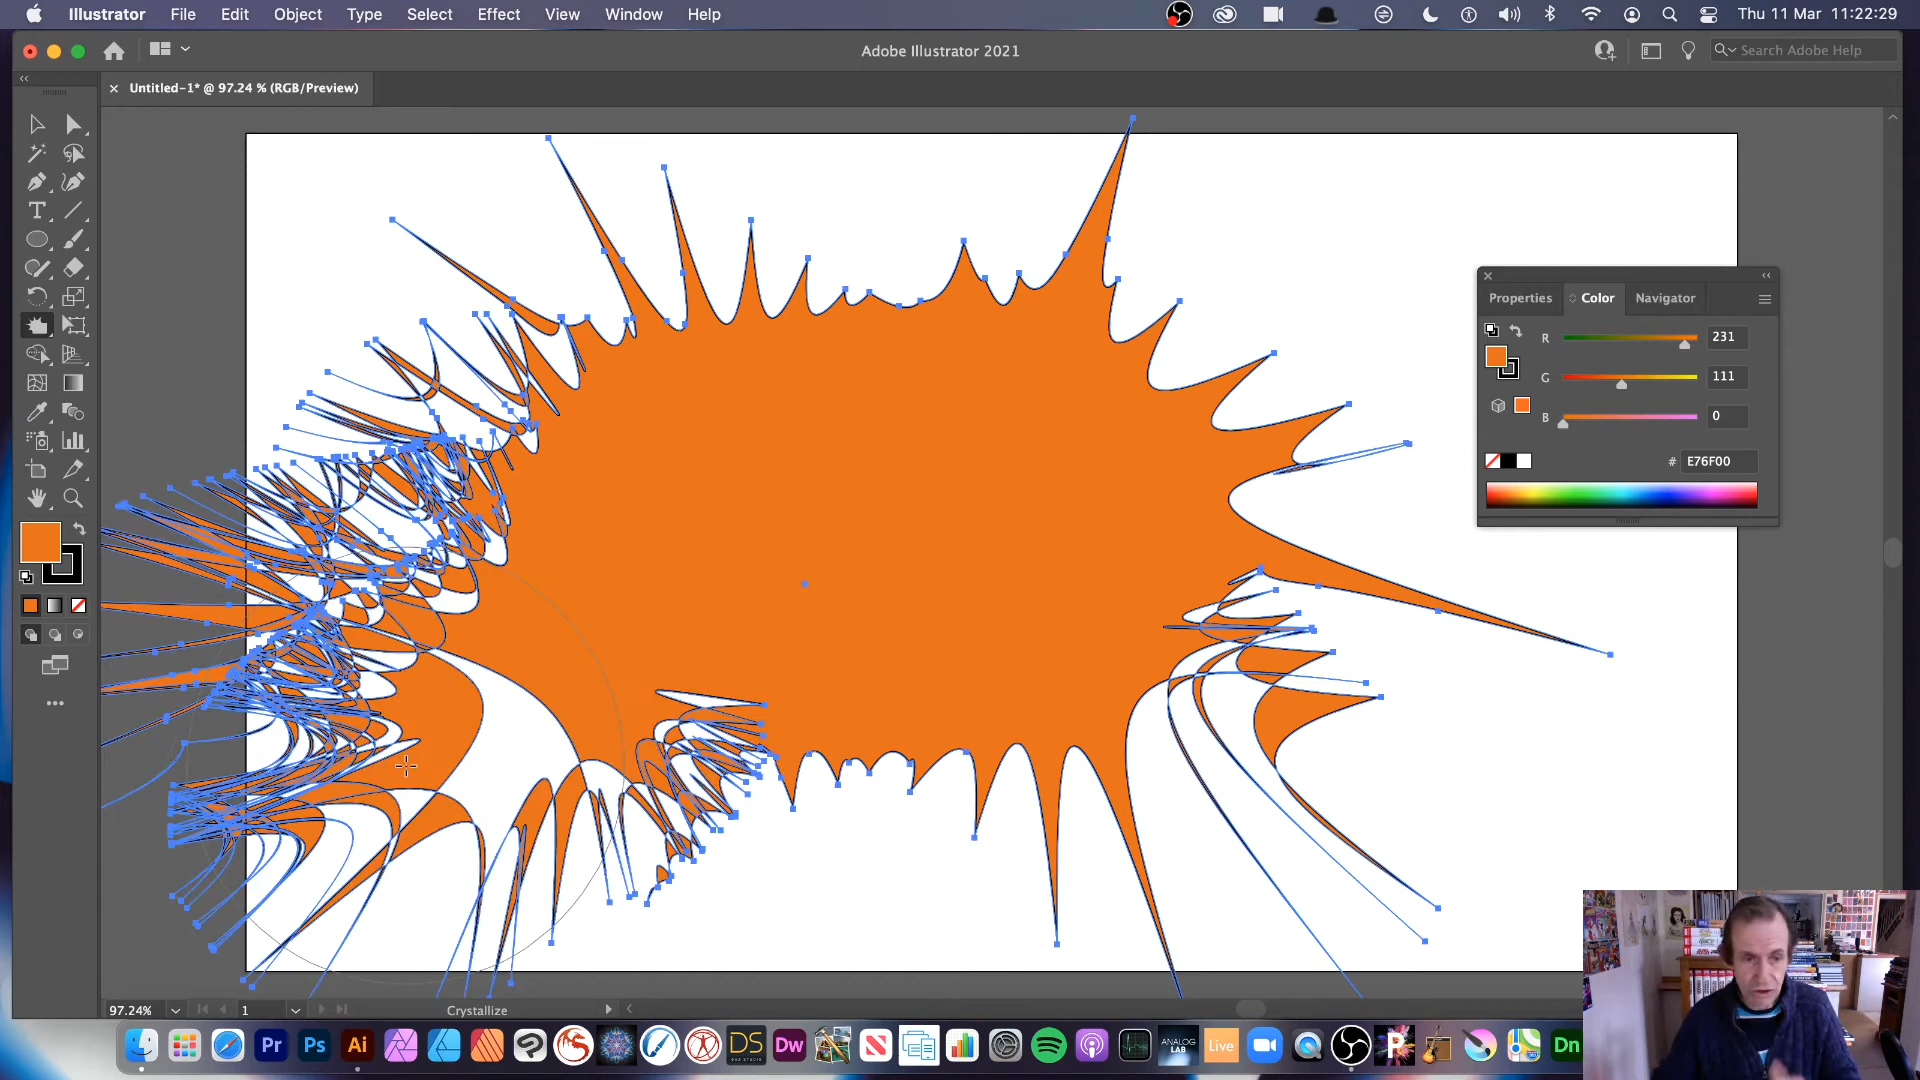 Illustrator File Edit Object Type Select Effect View Window Help Thu 11 Mar 11:22:29
Adobe Illustrator 2021
Search Adobe Help
Untitled-1* @ 97.24 % (RGB/Preview)
Properties Color Navigator
R 231
G 111
B 0
# E76F00
97.24% 1 Crystallize
Pr Ps Ai DS Dw ANALOG LAB Live P Dn